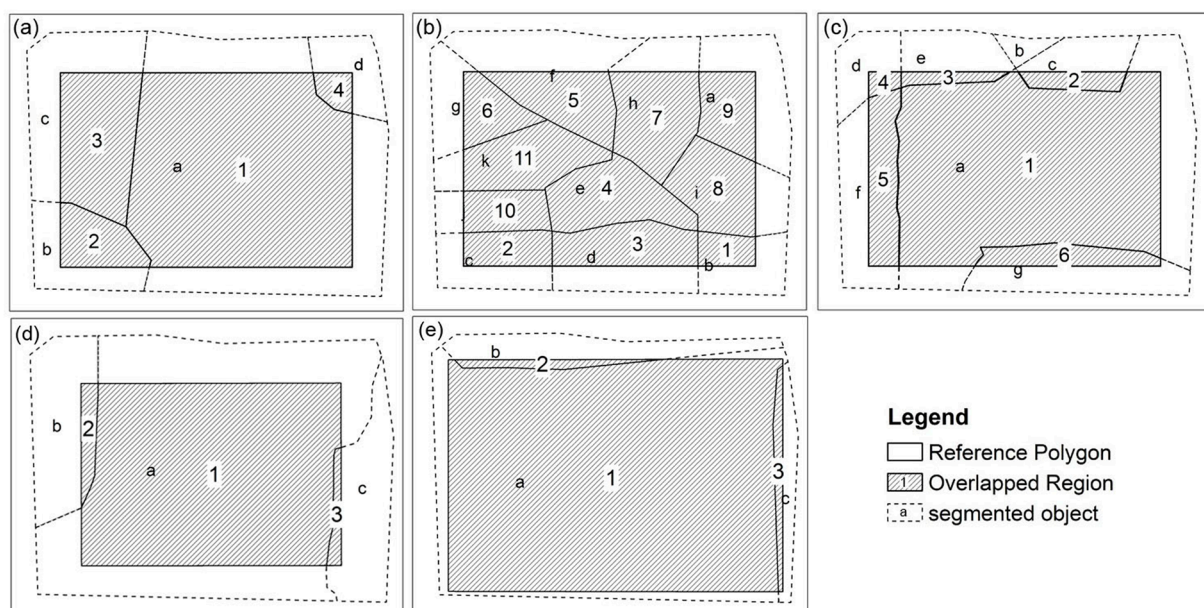 (a)
d
4
c
3
a
1
2
b
(b)
f
g
6
5
h
7
a
9
k
11
e
4
i
8
10
2
3
1
c
d
b
(c)
b
e
c
d
4
3
2
a
1
5
f
6
g
(d)
b
2
a
1
c
3
(e)
b
2
a
1
3
c
Legend
Reference Polygon
1
Overlapped Region
a
segmented object